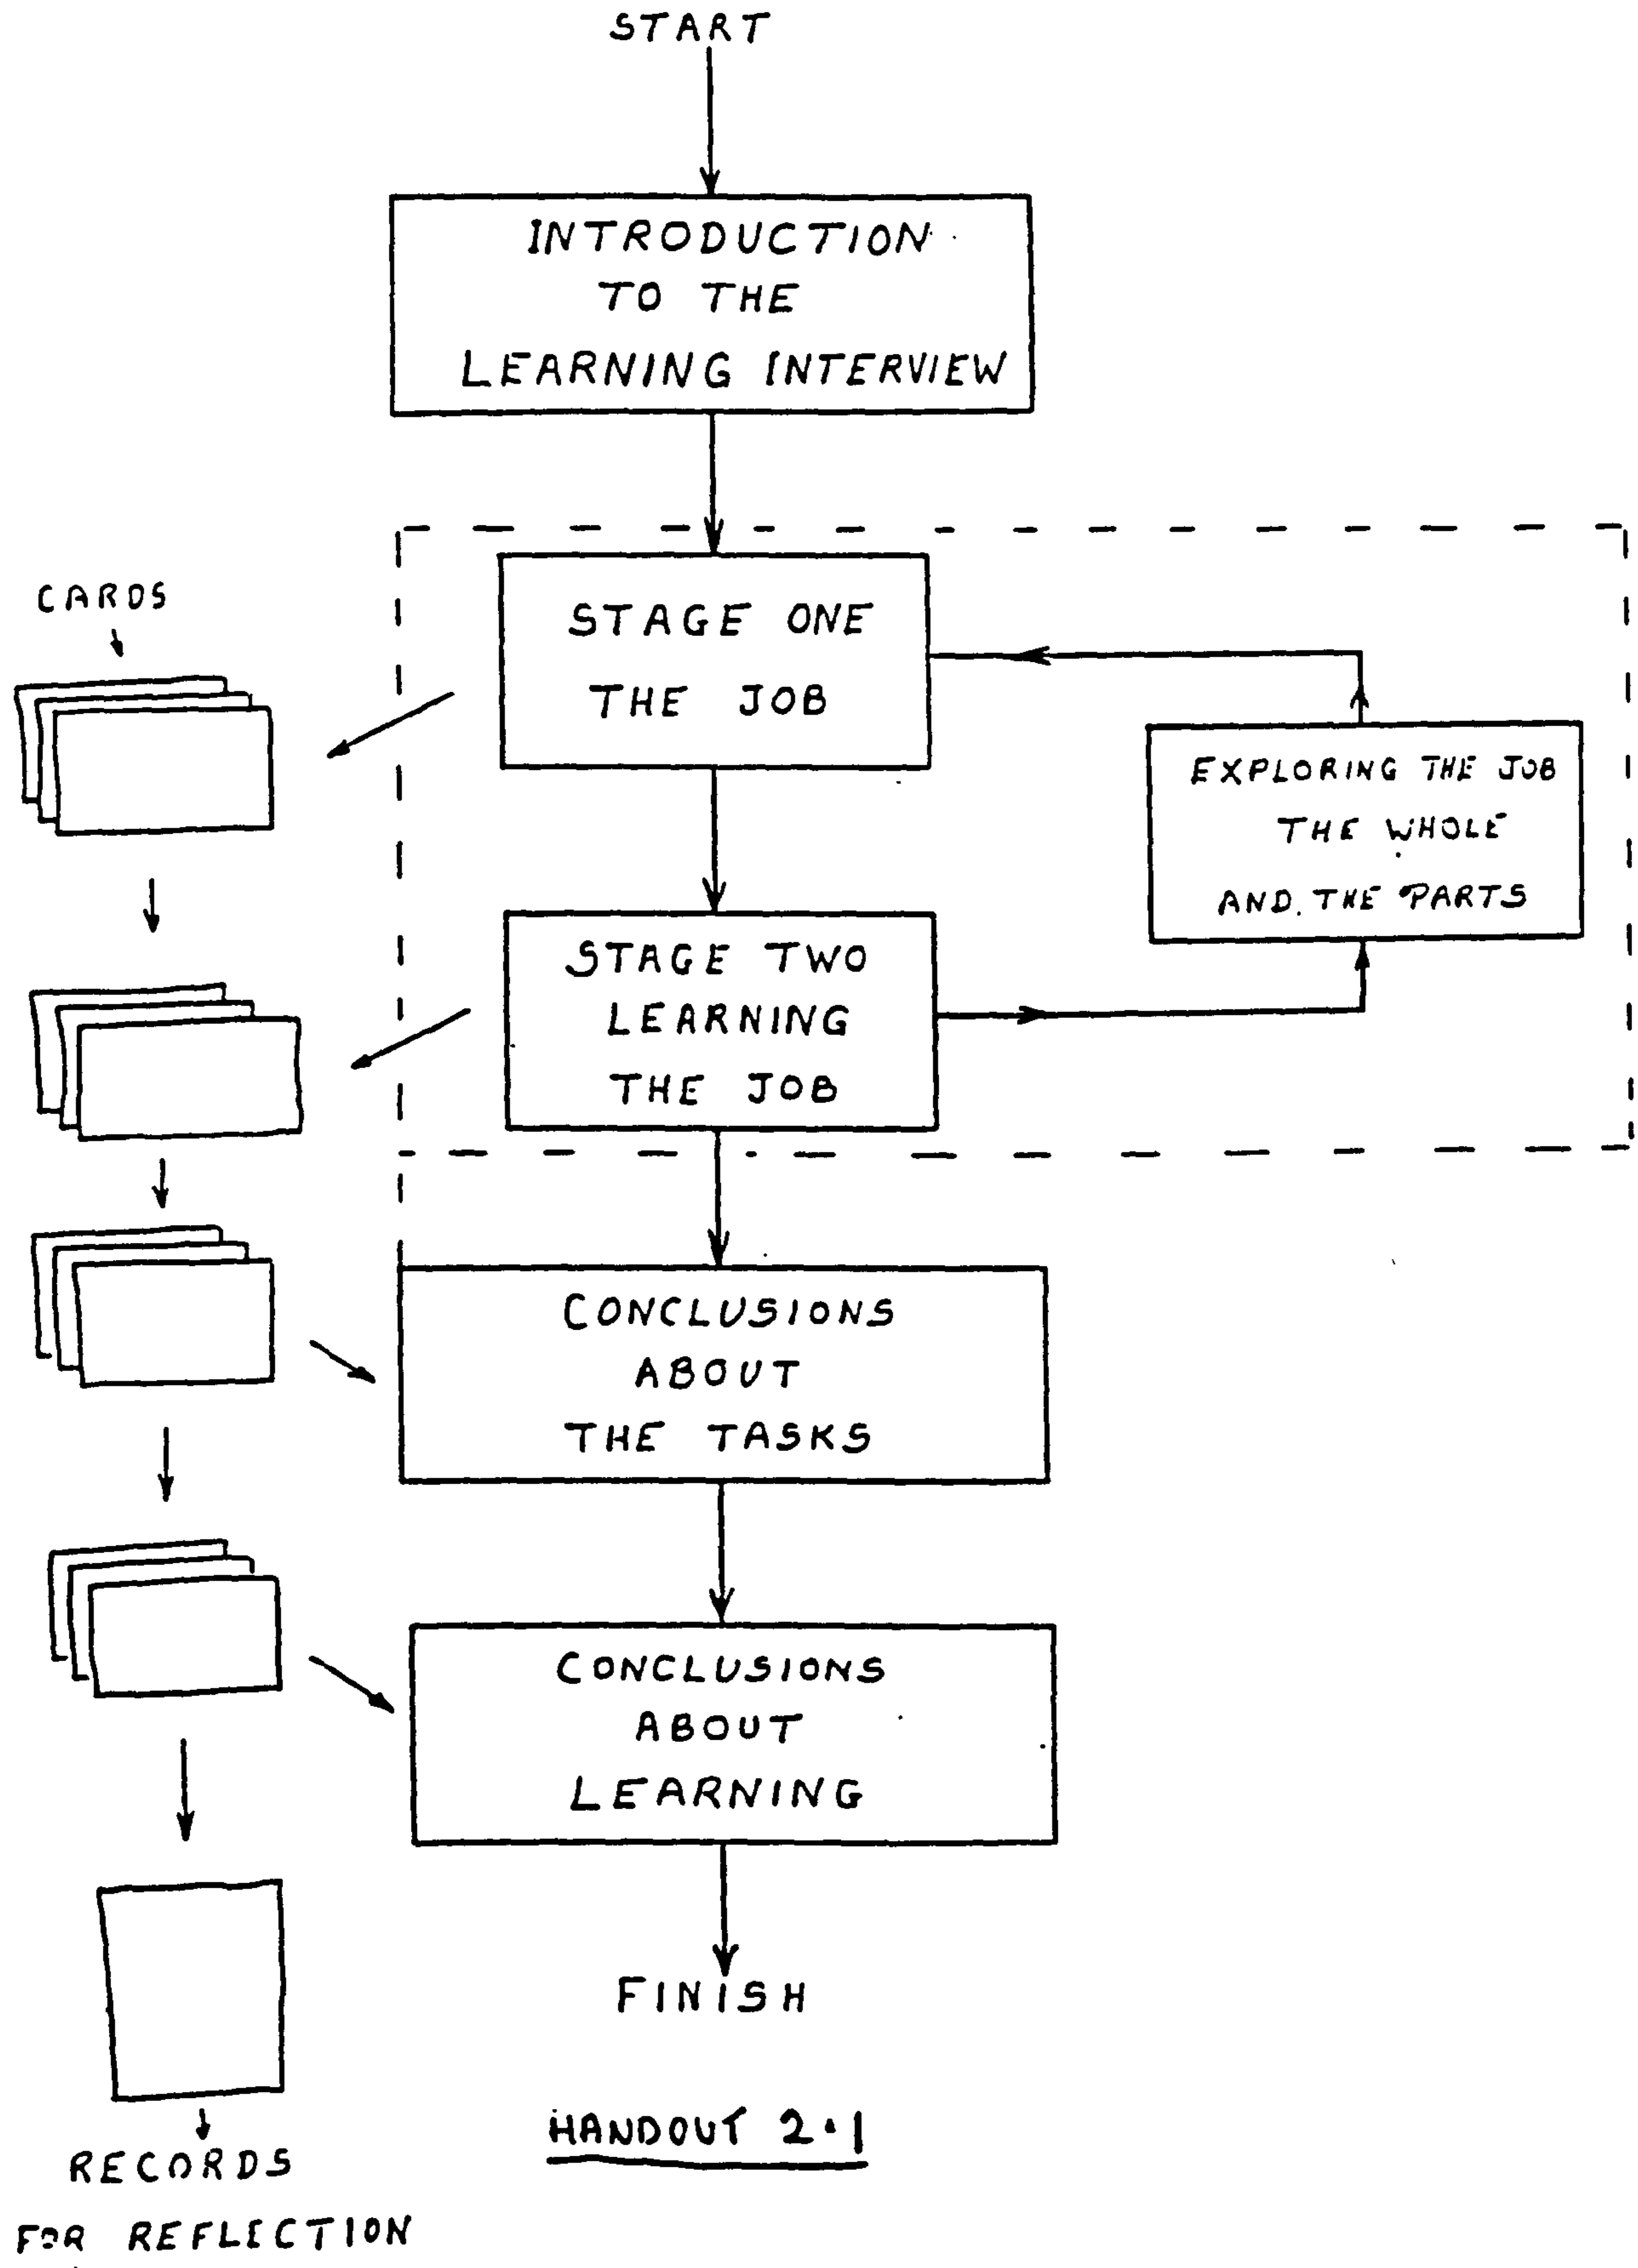 START
INTRODUCTION
TO THE
LEARNING INTERVIEW
CARDS
STAGE ONE
THE JOB
EXPLORING THE JOB
THE WHOLE
AND. THE PARTS
STAGE TWO
LEARNING
THE JOB
CONCLUSIONS
ABOUT
THE TASKS
CONCLUSIONS
ABOUT
LEARNING
FINISH
HANDOUT 2.1
RECORDS
FOR REFLECTION